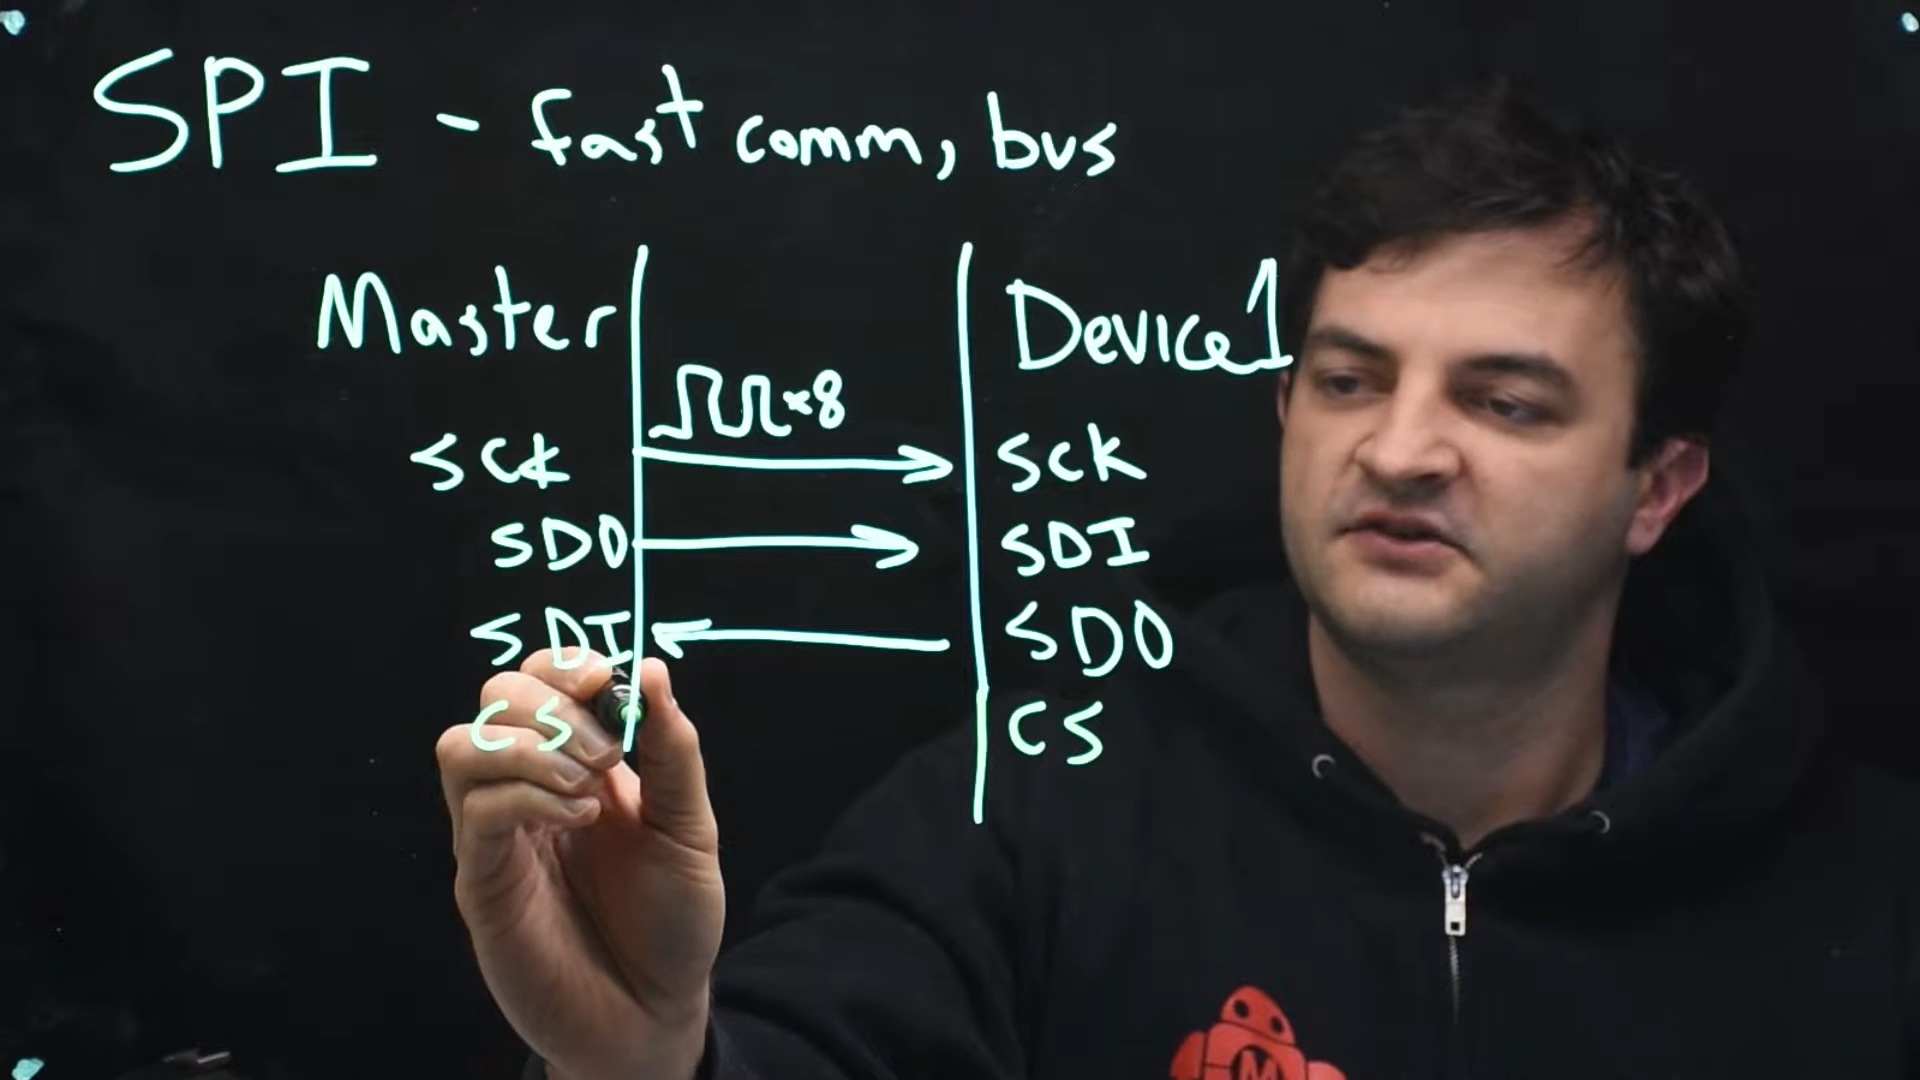 SPI - fast comm, bus
Master Device1
x8
SCK SCK
SDO SDI
SDI SDO
CS CS
M